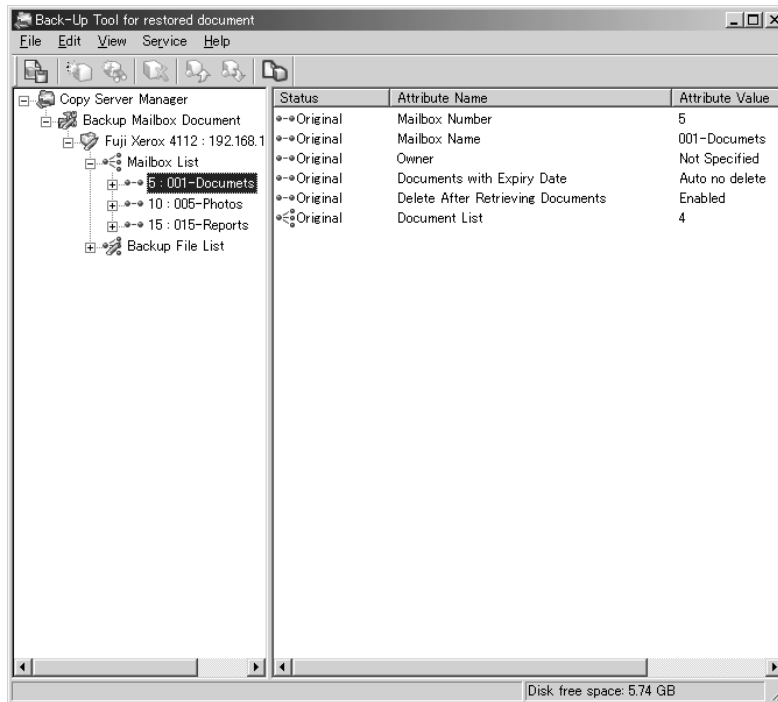 Back-Up Tool for restored document
File Edit View Service Help
Copy Server Manager
Backup Mailbox Document
Fuji Xerox 4112 : 192.168.1
Mailbox List
5 : 001-Documets
10 : 005-Photos
15 : 015-Reports
Backup File List
Status Attribute Name Attribute Value
Original Mailbox Number 5
Original Mailbox Name 001-Documets
Original Owner Not Specified
Original Documents with Expiry Date Auto no delete
Original Delete After Retrieving Documents Enabled
Original Document List 4
Disk free space: 5.74 GB